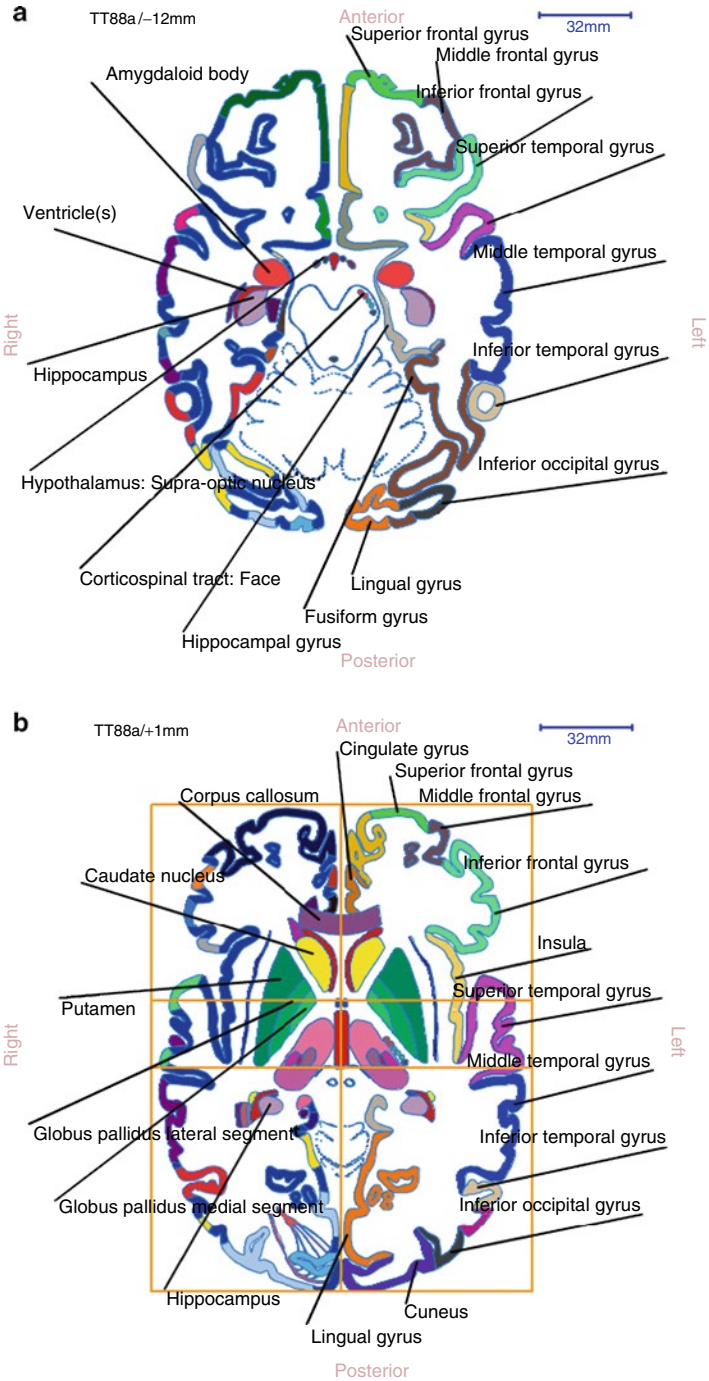 a
TT88a/–12mm
Anterior
32mm
Superior frontal gyrus
Middle frontal gyrus
Amygdaloid body
Inferior frontal gyrus
Superior temporal gyrus
Ventricle(s)
Middle temporal gyrus
Right
Left
Inferior temporal gyrus
Hippocampus
Inferior occipital gyrus
Hypothalamus: Supra-optic nucleus
Corticospinal tract: Face
Lingual gyrus
Fusiform gyrus
Hippocampal gyrus
Posterior
b
TT88a/+1mm
Anterior
32mm
Cingulate gyrus
Superior frontal gyrus
Corpus callosum
Middle frontal gyrus
Inferior frontal gyrus
Caudate nucleus
Insula
Superior temporal gyrus
Putamen
Right
Left
Middle temporal gyrus
Globus pallidus lateral segment
Inferior temporal gyrus
Globus pallidus medial segment
Inferior occipital gyrus
Hippocampus
Cuneus
Lingual gyrus
Posterior